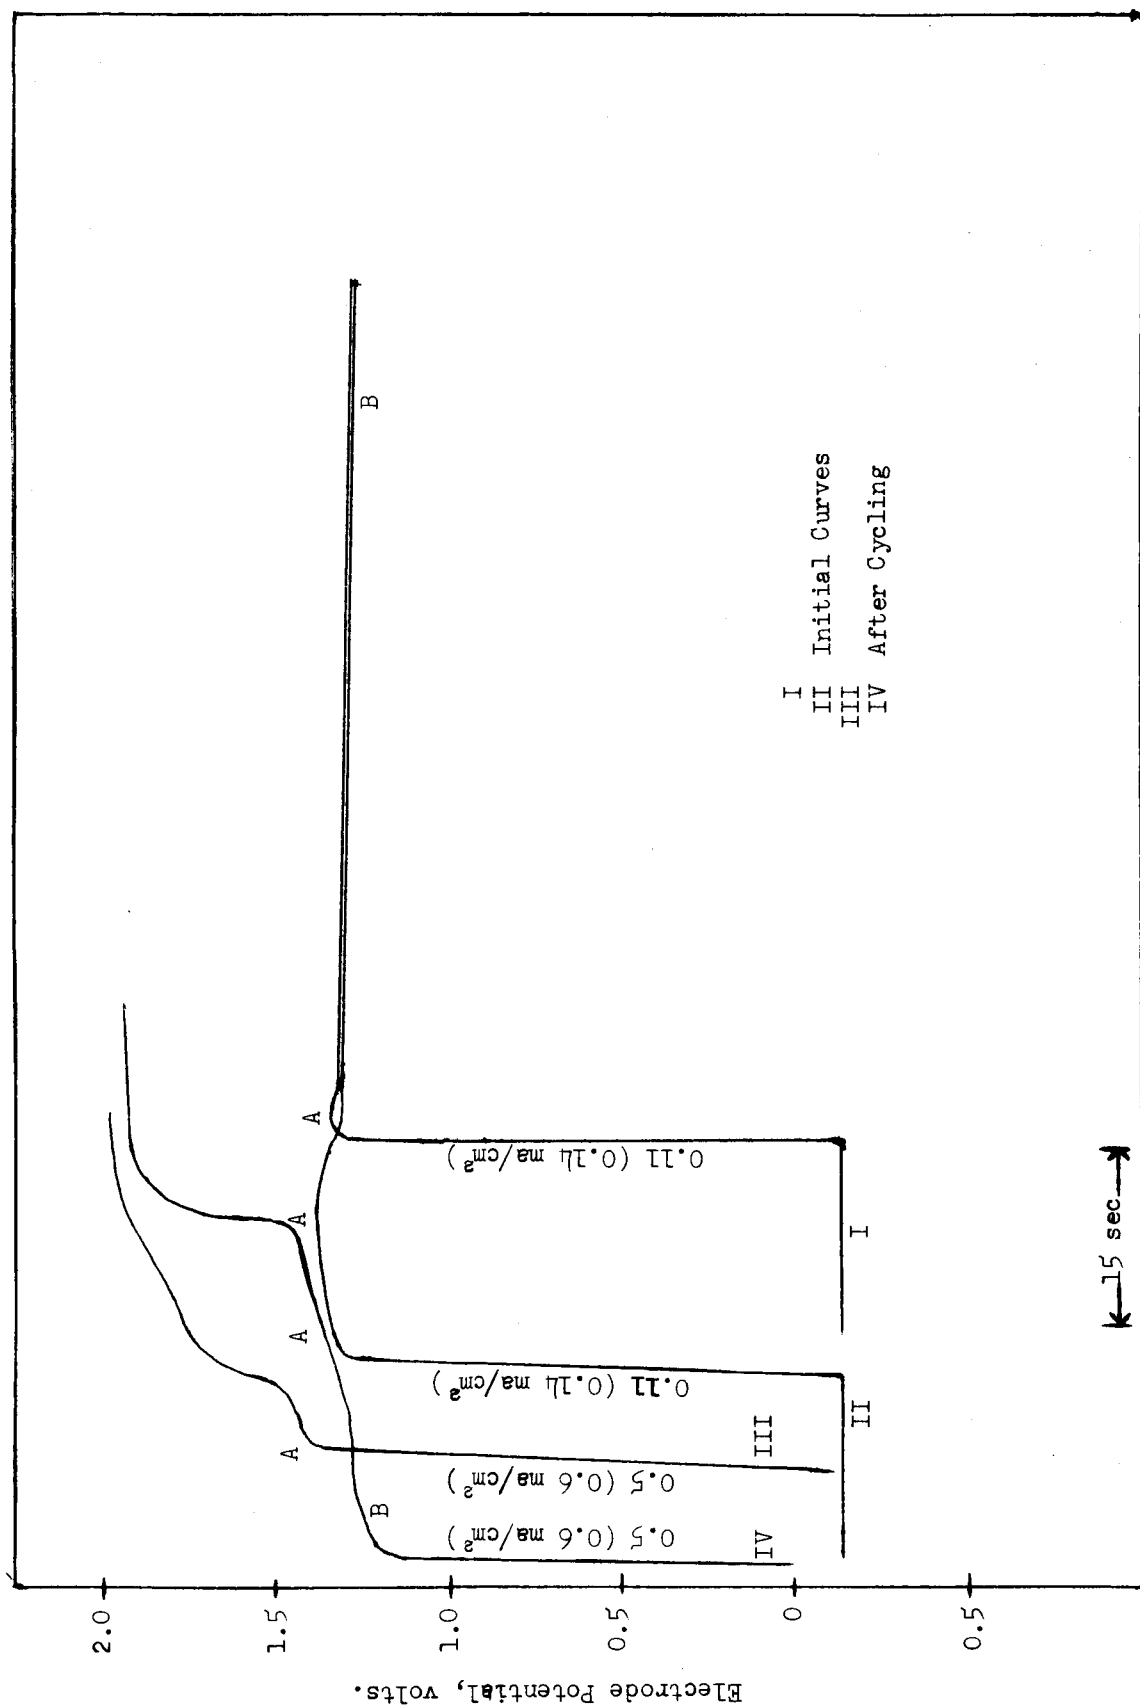 Electrode Potential, volts.
2.0
1.5
1.0
0.5
0
0.5
A
A
A
A
B
B
0.11 (0.14 ma/cm²)
0.11 (0.14 ma/cm²)
0.5 (0.6 ma/cm²)
0.5 (0.6 ma/cm²)
I
II
III
IV
I
II Initial Curves
III
IV After Cycling
15 sec